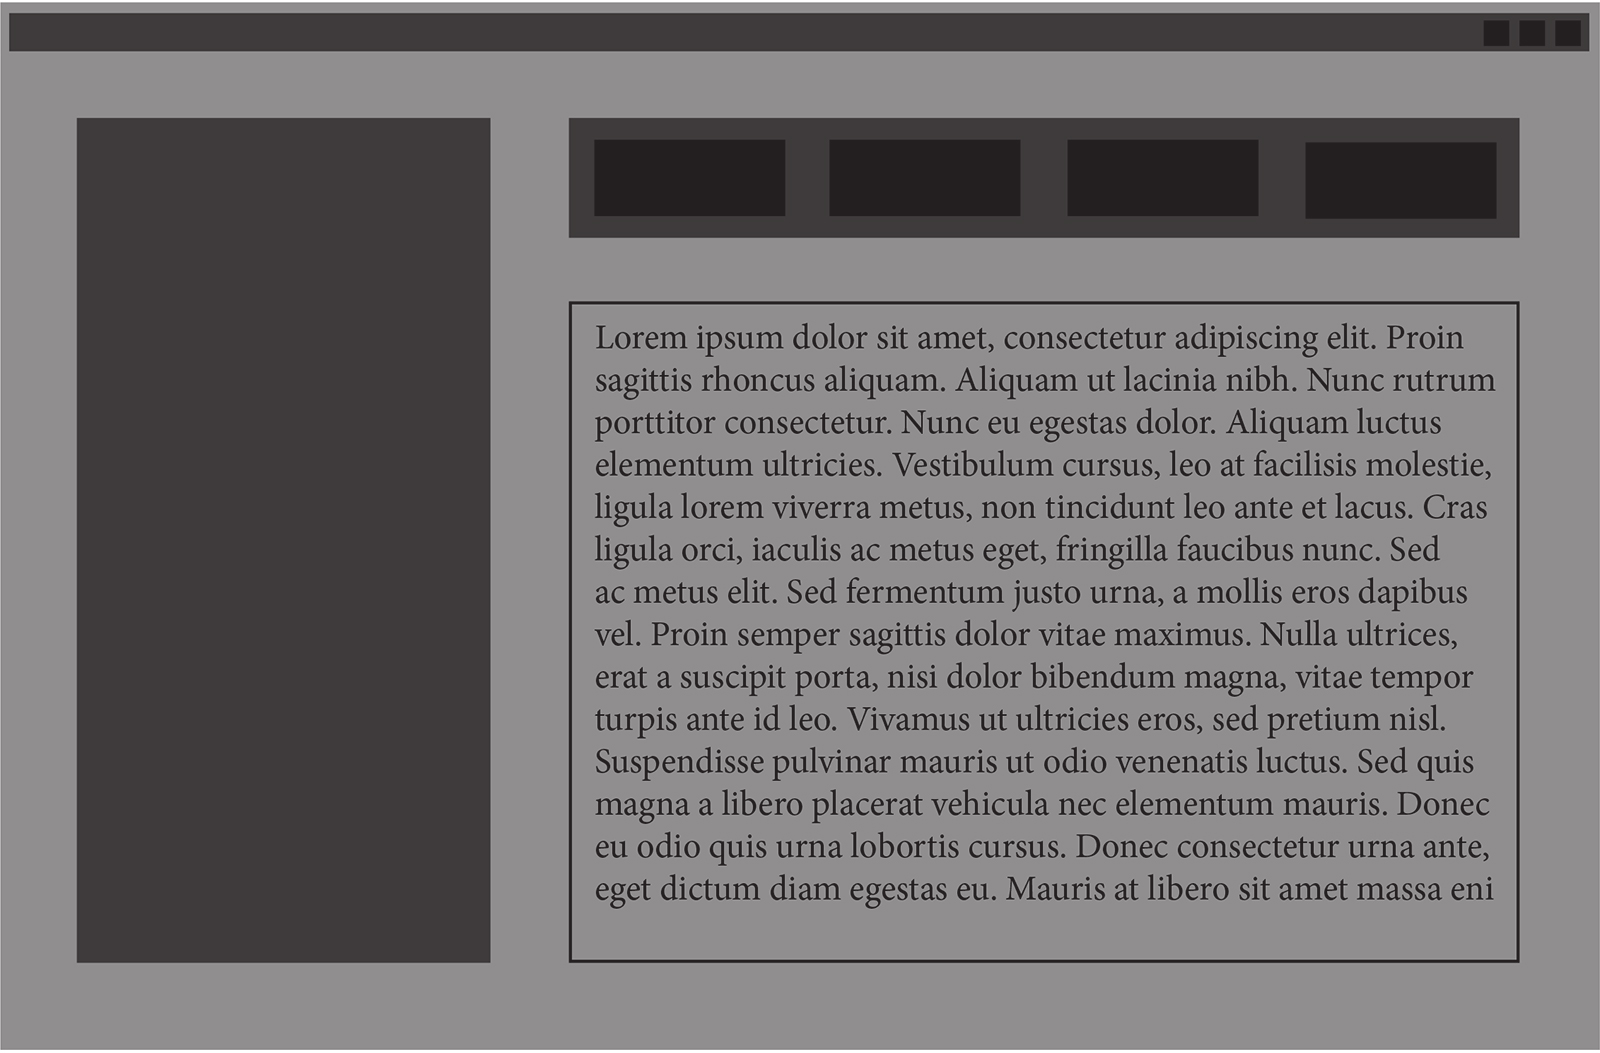 Lorem ipsum dolor sit amet, consectetur adipiscing elit. Proin
sagittis rhoncus aliquam. Aliquam ut lacinia nibh. Nunc rutrum
porttitor consectetur. Nunc eu egestas dolor. Aliquam luctus
elementum ultricies. Vestibulum cursus, leo at facilisis molestie,
ligula lorem viverra metus, non tincidunt leo ante et lacus. Cras
ligula orci, iaculis ac metus eget, fringilla faucibus nunc. Sed
ac metus elit. Sed fermentum justo urna, a mollis eros dapibus
vel. Proin semper sagittis dolor vitae maximus. Nulla ultrices,
erat a suscipit porta, nisi dolor bibendum magna, vitae tempor
turpis ante id leo. Vivamus ut ultricies eros, sed pretium nisl.
Suspendisse pulvinar mauris ut odio venenatis luctus. Sed quis
magna a libero placerat vehicula nec elementum mauris. Donec
eu odio quis urna lobortis cursus. Donec consectetur urna ante,
eget dictum diam egestas eu. Mauris at libero sit amet massa eni